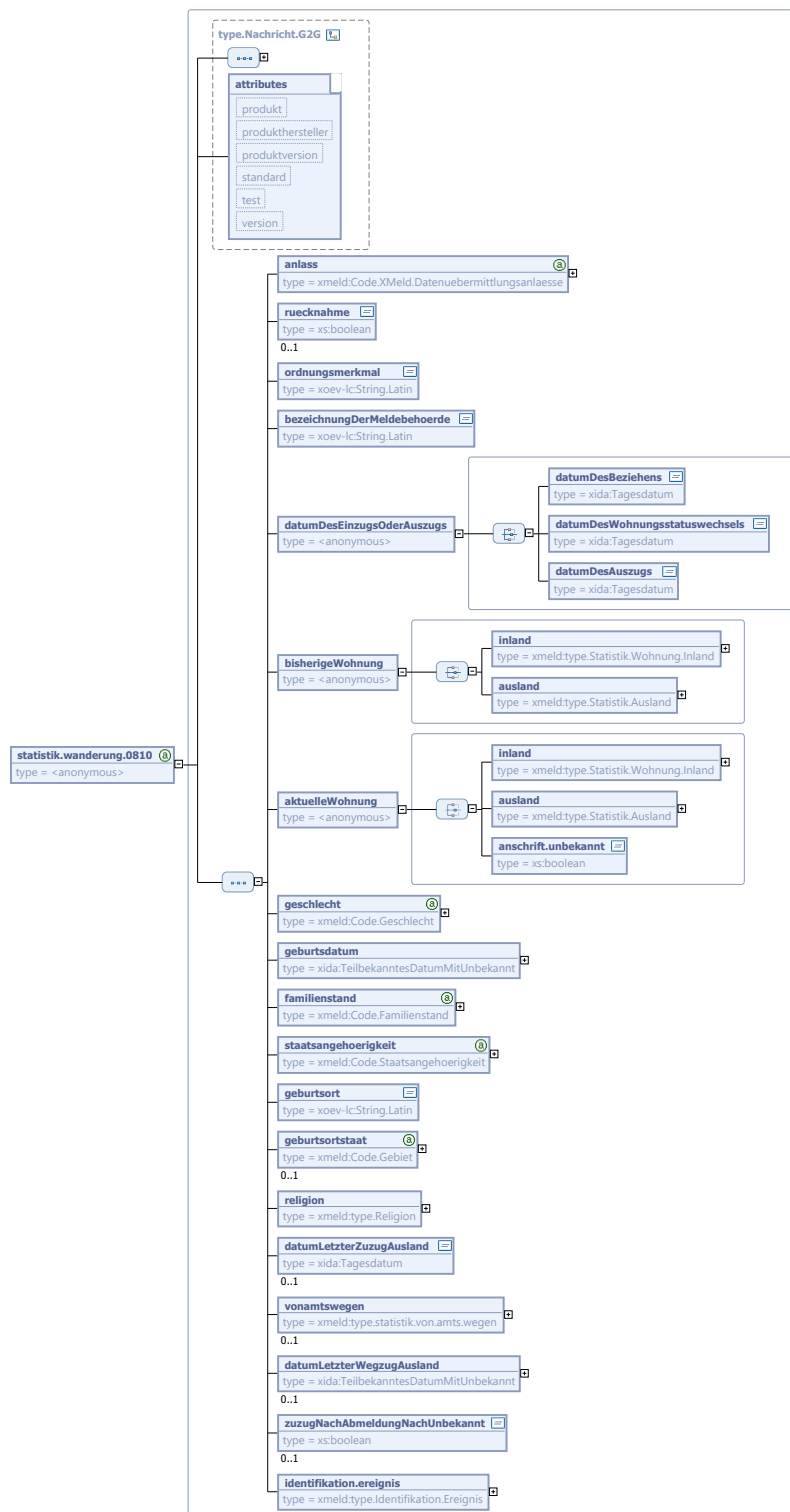 type.Nachricht.G2G
attributes
produkt
produkthersteller
produktversion
standard
test
version
anlass
type = xmeld:Code.XMeld.Datenuebermittlungsanlaesse
ruecknahme
type = xs:boolean
0..1
ordnungsmerkmal
type = xoev-lc:String.Latin
bezeichnungDerMeldebehoerde
type = xoev-lc:String.Latin
datumDesEinzugsOderAuszugs
type = <anonymous>
datumDesBeziehens
type = xida:Tagesdatum
datumDesWohnungsstatuswechsels
type = xida:Tagesdatum
datumDesAuszugs
type = xida:Tagesdatum
bisherigeWohnung
type = <anonymous>
inland
type = xmeld:type.Statistik.Wohnung.Inland
ausland
type = xmeld:type.Statistik.Ausland
statistik.wanderung.0810
type = <anonymous>
aktuelleWohnung
type = <anonymous>
inland
type = xmeld:type.Statistik.Wohnung.Inland
ausland
type = xmeld:type.Statistik.Ausland
anschrift.unbekannt
type = xs:boolean
geschlecht
type = xmeld:Code.Geschlecht
geburtsdatum
type = xida:TeilbekanntesDatumMitUnbekannt
familienstand
type = xmeld:Code.Familienstand
staatsangehoerigkeit
type = xmeld:Code.Staatsangehoerigkeit
geburtsort
type = xoev-lc:String.Latin
geburtsortstaat
type = xmeld:Code.Gebiet
0..1
religion
type = xmeld:type.Religion
datumLetzterZuzugAusland
type = xida:Tagesdatum
0..1
vonamtswegen
type = xmeld:type.statistik.von.amts.wegen
0..1
datumLetzterWegzugAusland
type = xida:TeilbekanntesDatumMitUnbekannt
0..1
zuzugNachAbmeldungNachUnbekannt
type = xs:boolean
0..1
identifikation.ereignis
type = xmeld:type.Identifikation.Ereignis